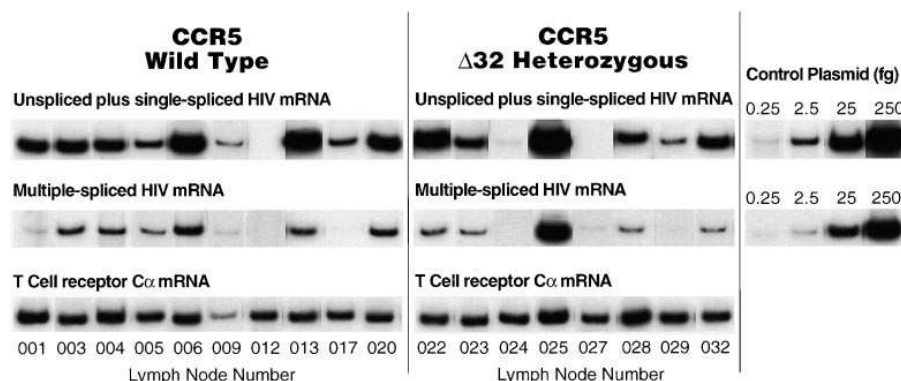 CCR5
Wild Type
Unspliced plus single-spliced HIV mRNA
Multiple-spliced HIV mRNA
T Cell receptor Cα mRNA
001 003 004 005 006 009 012 013 017 020
Lymph Node Number
CCR5
Δ32 Heterozygous
Unspliced plus single-spliced HIV mRNA
Multiple-spliced HIV mRNA
T Cell receptor Cα mRNA
022 023 024 025 027 028 029 032
Lymph Node Number
Control Plasmid (fg)
0.25 2.5 25 250
0.25 2.5 25 250